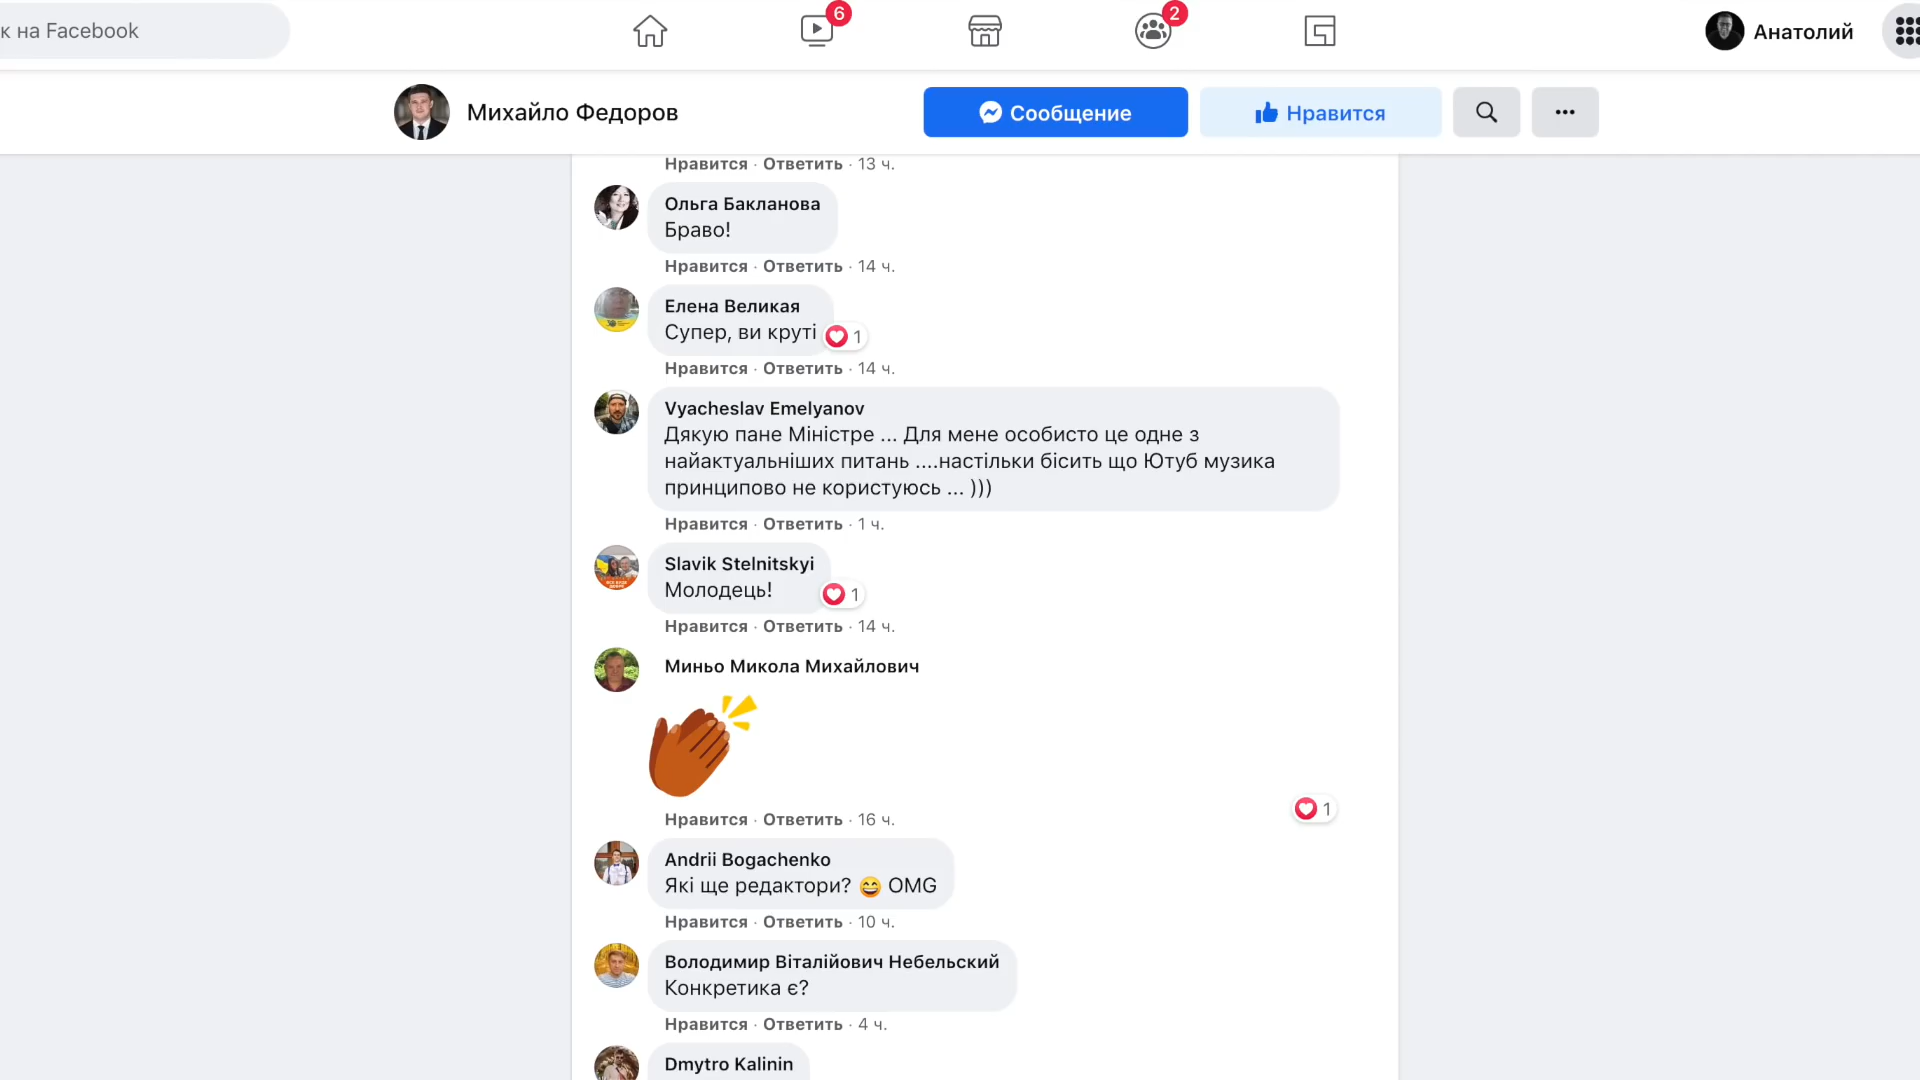 к на Facebook
6
2
Анатолий
Михайло Федоров
Сообщение
Нравится
Нравится · Ответить · 13 ч.
Ольга Бакланова
Браво!
Нравится · Ответить · 14 ч.
Елена Великая
Супер, ви круті
1
Нравится · Ответить · 14 ч.
Vyacheslav Emelyanov
Дякую пане Міністре ... Для мене особисто це одне з
найактуальніших питань ....настільки бісить що Ютуб музика
принципово не користуюсь ... )))
Нравится · Ответить · 1 ч.
Slavik Stelnitskyi
Молодець!
1
Нравится · Ответить · 14 ч.
Миньо Микола Михайлович
1
Нравится · Ответить · 16 ч.
Andrii Bogachenko
Які ще редактори? 😄 OMG
Нравится · Ответить · 10 ч.
Володимир Віталійович Небельский
Конкретика є?
Нравится · Ответить · 4 ч.
Dmytro Kalinin